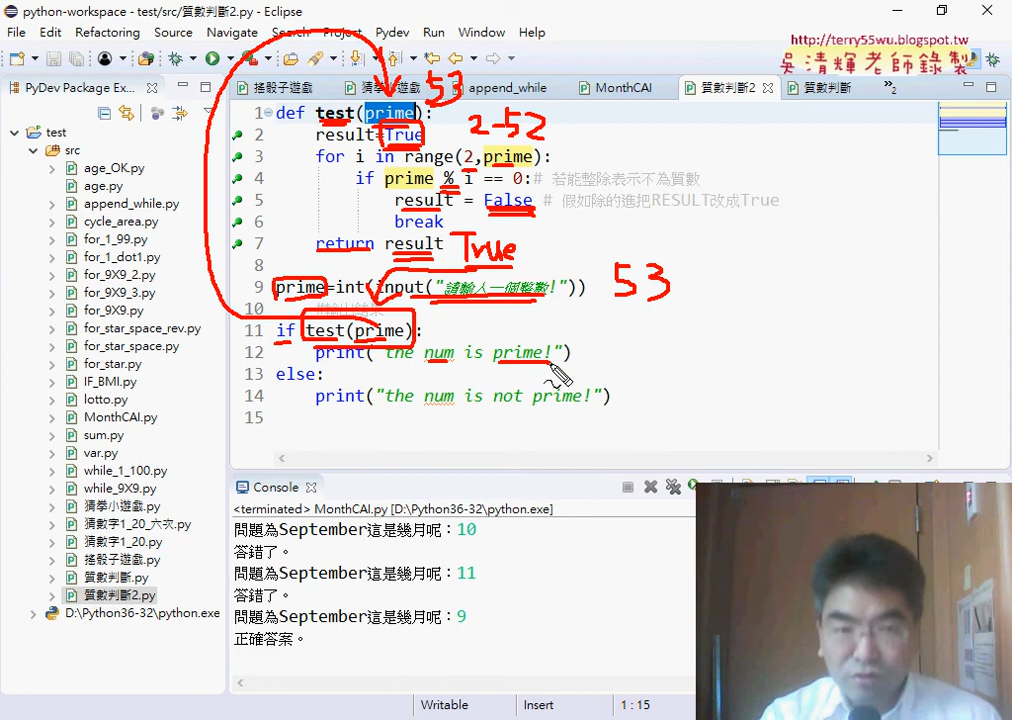 python-workspace - test/src/質數判斷2.py - Eclipse
File Edit Refactoring Source Navigate Search Project Pydev Run Window Help
http://terry55wu.blogspot.tw
吳清輝老師錄製
PyDev Package Ex...
搖骰子遊戲 猜拳小遊戲 append_while MonthCAI 質數判斷2 質數判斷 »2
test
src
age_OK.py
age.py
append_while.py
cycle_area.py
for_1_99.py
for_1_dot1.py
for_9X9_2.py
for_9X9_3.py
for_9X9.py
for_star_space_rev.py
for_star_space.py
for_star.py
IF_BMI.py
lotto.py
MonthCAI.py
sum.py
var.py
while_1_100.py
while_9X9.py
猜拳小遊戲.py
猜數字1_20_六次.py
猜數字1_20.py
搖骰子遊戲.py
質數判斷.py
質數判斷2.py
D:\Python36-32\python.exe
53
1 def test(prime):
2 result=True
2-52
3 for i in range(2,prime):
4 if prime % i == 0:# 若能整除表示不為質數
5 result = False # 假如除的進把RESULT改成True
6 break
7 return result
True
8
9 prime=int(input("請輸人一個整數!"))
53
10
11 if test(prime):
12 print("the num is prime!")
13 else:
14 print("the num is not prime!")
15
Console
<terminated> MonthCAI.py [D:\Python36-32\python.exe]
問題為September這是幾月呢：10
答錯了。
問題為September這是幾月呢：11
答錯了。
問題為September這是幾月呢：9
正確答案。
Writable Insert 1 : 15